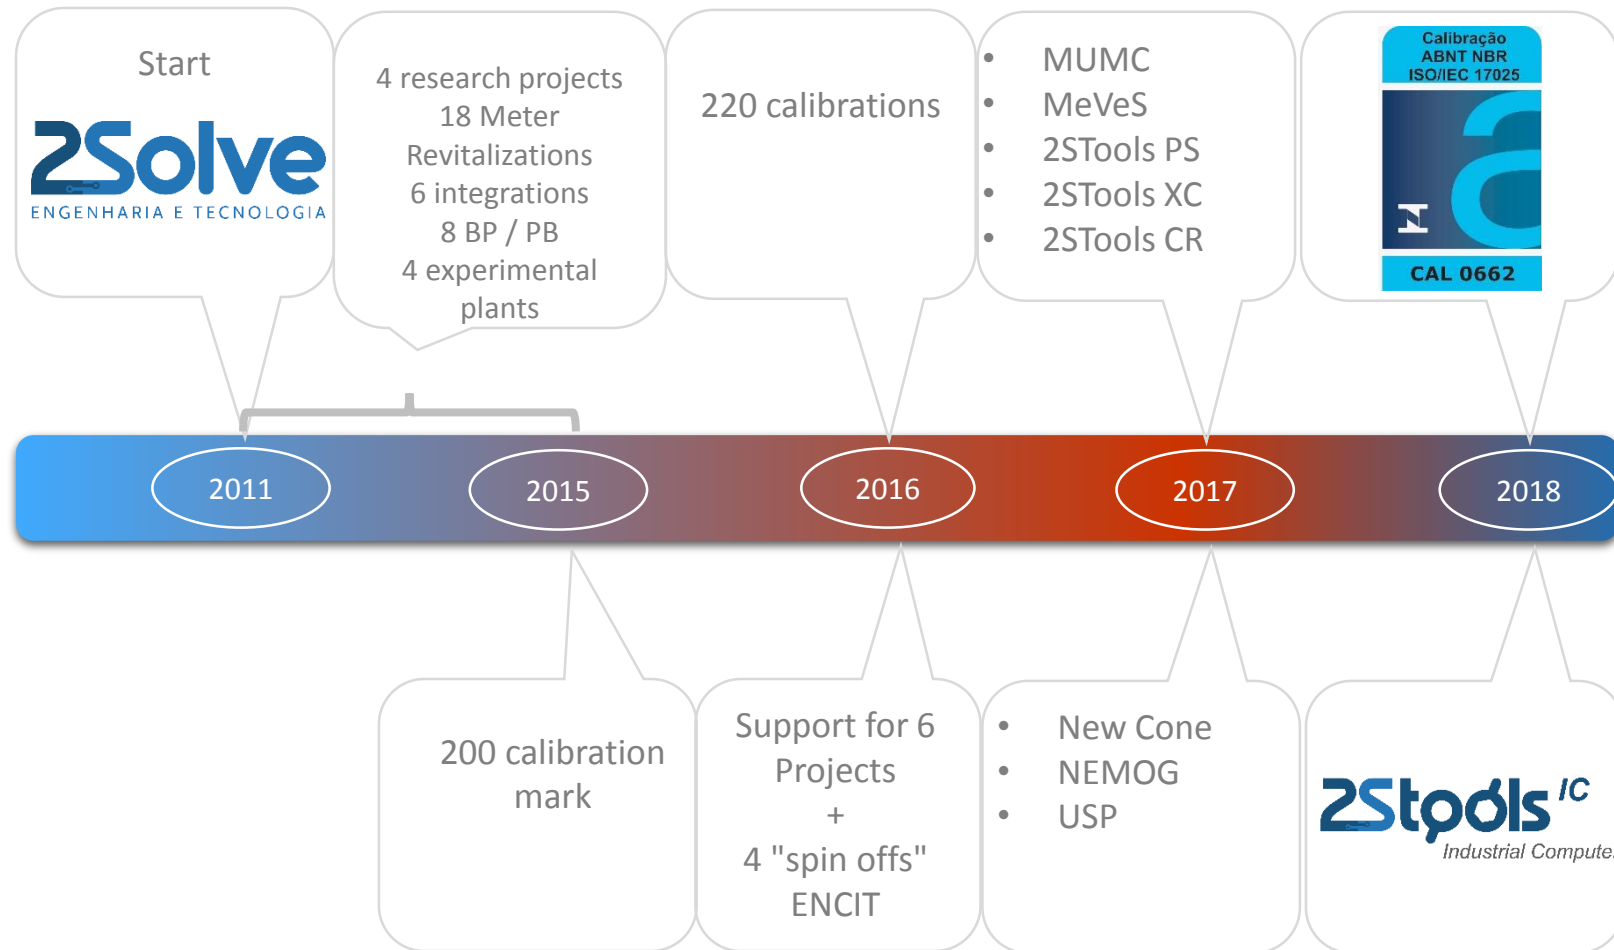 Start
2Solve
ENGENHARIA E TECNOLOGIA
4 research projects
18 Meter
Revitalizations
6 integrations
8 BP / PB
4 experimental
plants
220 calibrations
• MUMC
• MeVeS
• 2STools PS
• 2STools XC
• 2STools CR
Calibração
ABNT NBR
ISO/IEC 17025
CAL 0662
2011
2015
2016
2017
2018
200 calibration
mark
Support for 6
Projects
+
4 "spin offs"
ENCIT
• New Cone
• NEMOG
• USP
2Stools IC
Industrial Compute